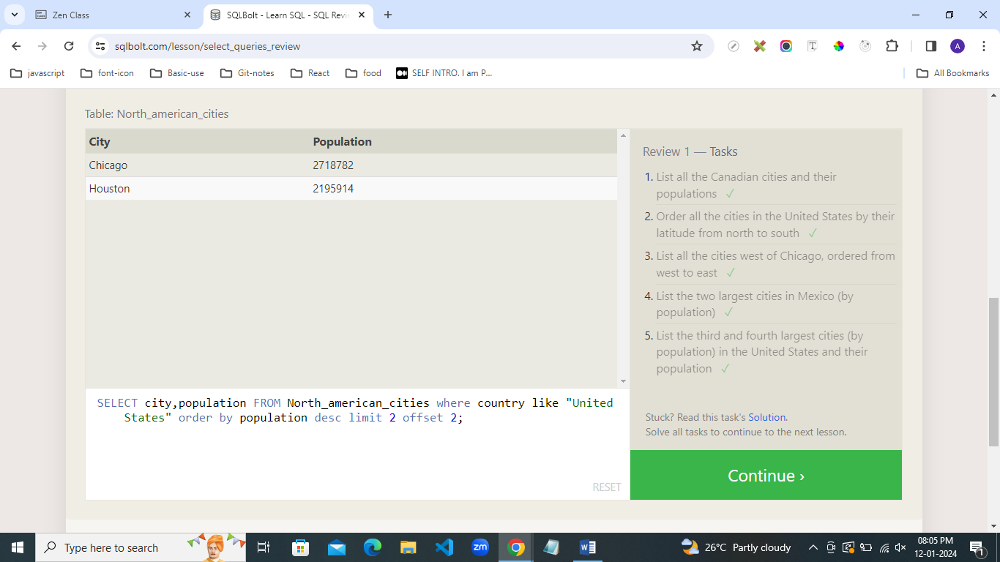 Zen Class
SQLBolt - Learn SQL - SQL Revie
sqlbolt.com/lesson/select_queries_review
A
javascript
font-icon
Basic-use
Git-notes
React
food
SELF INTRO. I am P...
All Bookmarks
Table: North_american_cities
City Population
Chicago 2718782
Houston 2195914
SELECT city,population FROM North_american_cities where country like "United
States" order by population desc limit 2 offset 2;
RESET
Review 1 — Tasks
1. List all the Canadian cities and their
populations ✓
2. Order all the cities in the United States by their
latitude from north to south ✓
3. List all the cities west of Chicago, ordered from
west to east ✓
4. List the two largest cities in Mexico (by
population) ✓
5. List the third and fourth largest cities (by
population) in the United States and their
population ✓
Stuck? Read this task's Solution.
Solve all tasks to continue to the next lesson.
Continue ›
Type here to search
zm
W
26°C Partly cloudy
08:05 PM
12-01-2024
1